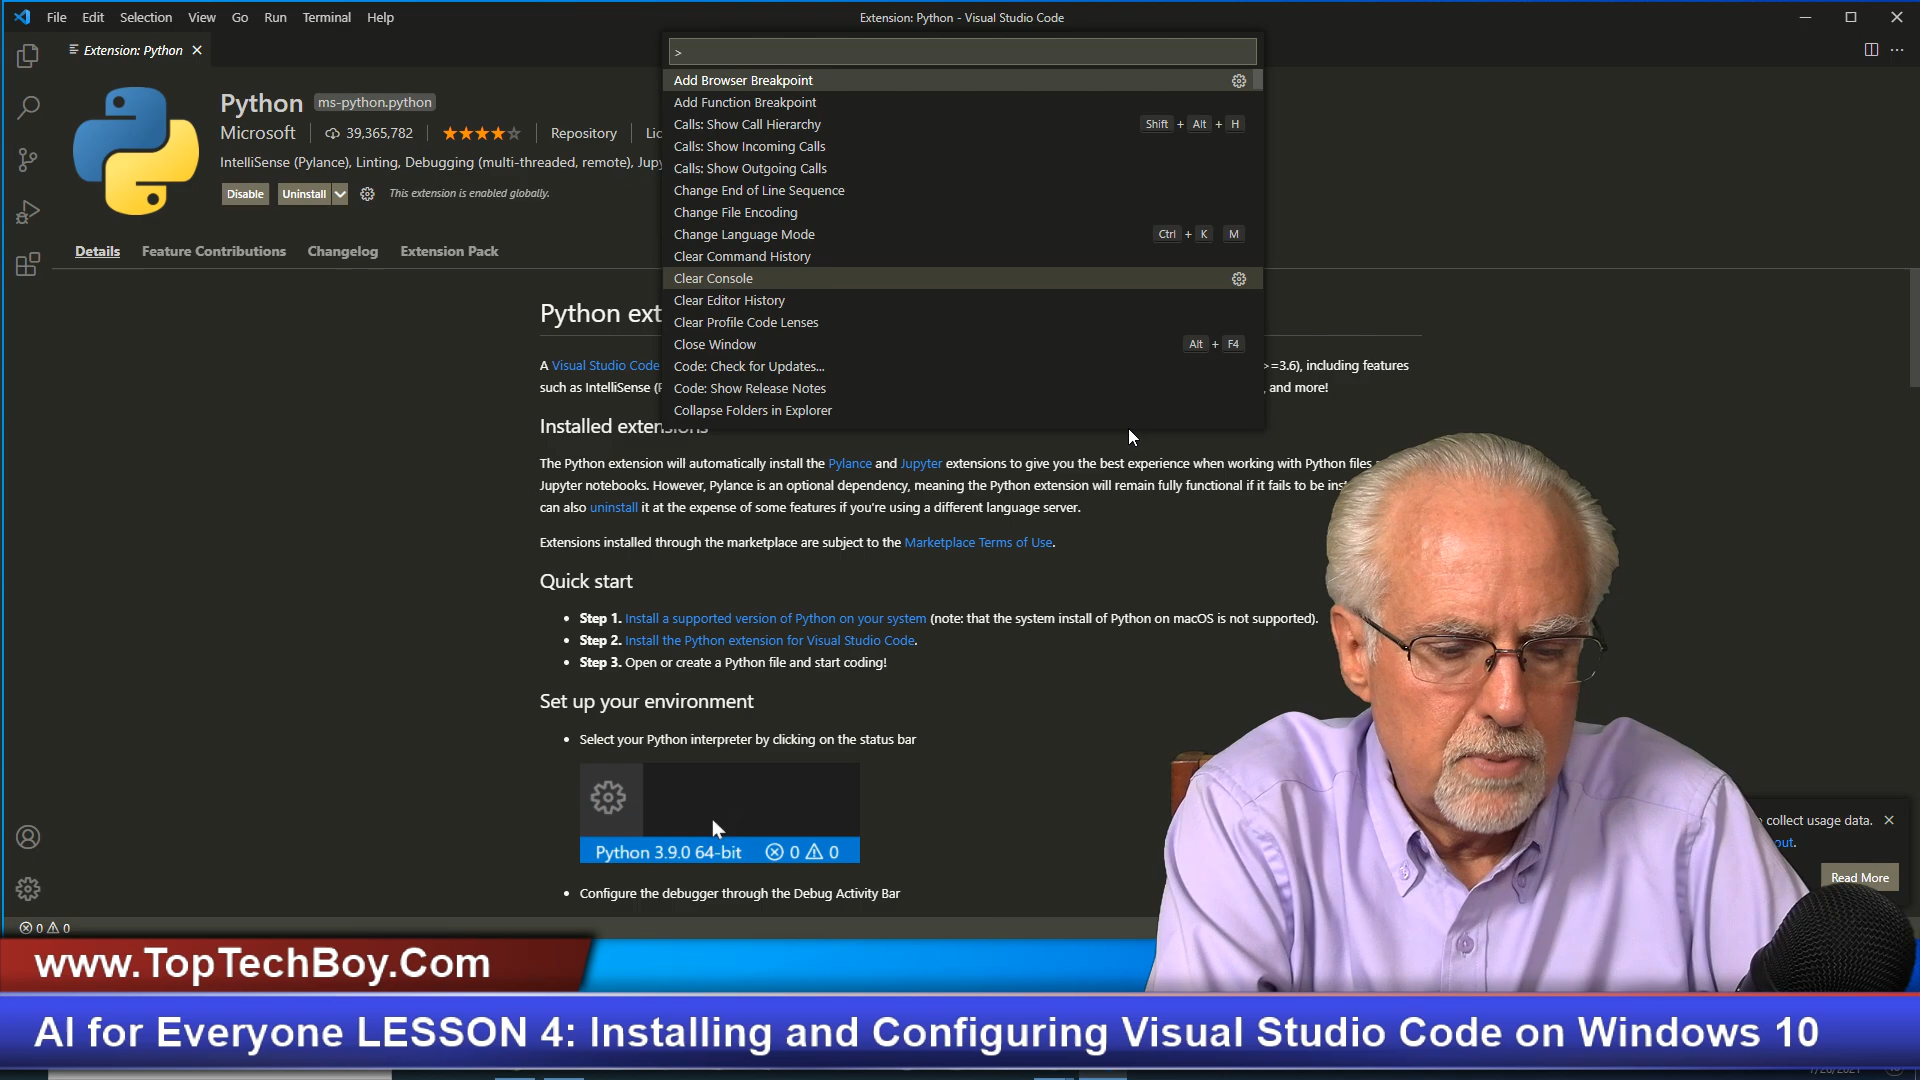 File Edit Selection View Go Run Terminal Help
Extension: Python - Visual Studio Code
Extension: Python
>
Add Browser Breakpoint
Add Function Breakpoint
Calls: Show Call Hierarchy Shift + Alt + H
Calls: Show Incoming Calls
Calls: Show Outgoing Calls
Change End of Line Sequence
Change File Encoding
Change Language Mode Ctrl + K M
Clear Command History
Clear Console
Clear Editor History
Clear Profile Code Lenses
Close Window Alt + F4
Code: Check for Updates...
Code: Show Release Notes
Collapse Folders in Explorer
Python ms-python.python
Microsoft 39,365,782 Repository
IntelliSense (Pylance), Linting, Debugging (multi-threaded, remote),
Disable Uninstall This extension is enabled globally.
Details Feature Contributions Changelog Extension Pack
Python
A Visual Studio Code >=3.6), including features
such as IntelliSense , and more!
Installed extensions
The Python extension will automatically install the Pylance and Jupyter extensions to give you the best experience when working with Python files
Jupyter notebooks. However, Pylance is an optional dependency, meaning the Python extension will remain fully functional if it fails to be
can also uninstall it at the expense of some features if you're using a different language server.
Extensions installed through the marketplace are subject to the Marketplace Terms of Use.
Quick start
• Step 1. Install a supported version of Python on your system (note: that the system install of Python on macOS is not supported).
• Step 2. Install the Python extension for Visual Studio Code.
• Step 3. Open or create a Python file and start coding!
Set up your environment
• Select your Python interpreter by clicking on the status bar
Python 3.9.0 64-bit 0 0
• Configure the debugger through the Debug Activity Bar
collect usage data.
out.
Read More
0 0
www.TopTechBoy.Com
AI for Everyone LESSON 4: Installing and Configuring Visual Studio Code on Windows 10